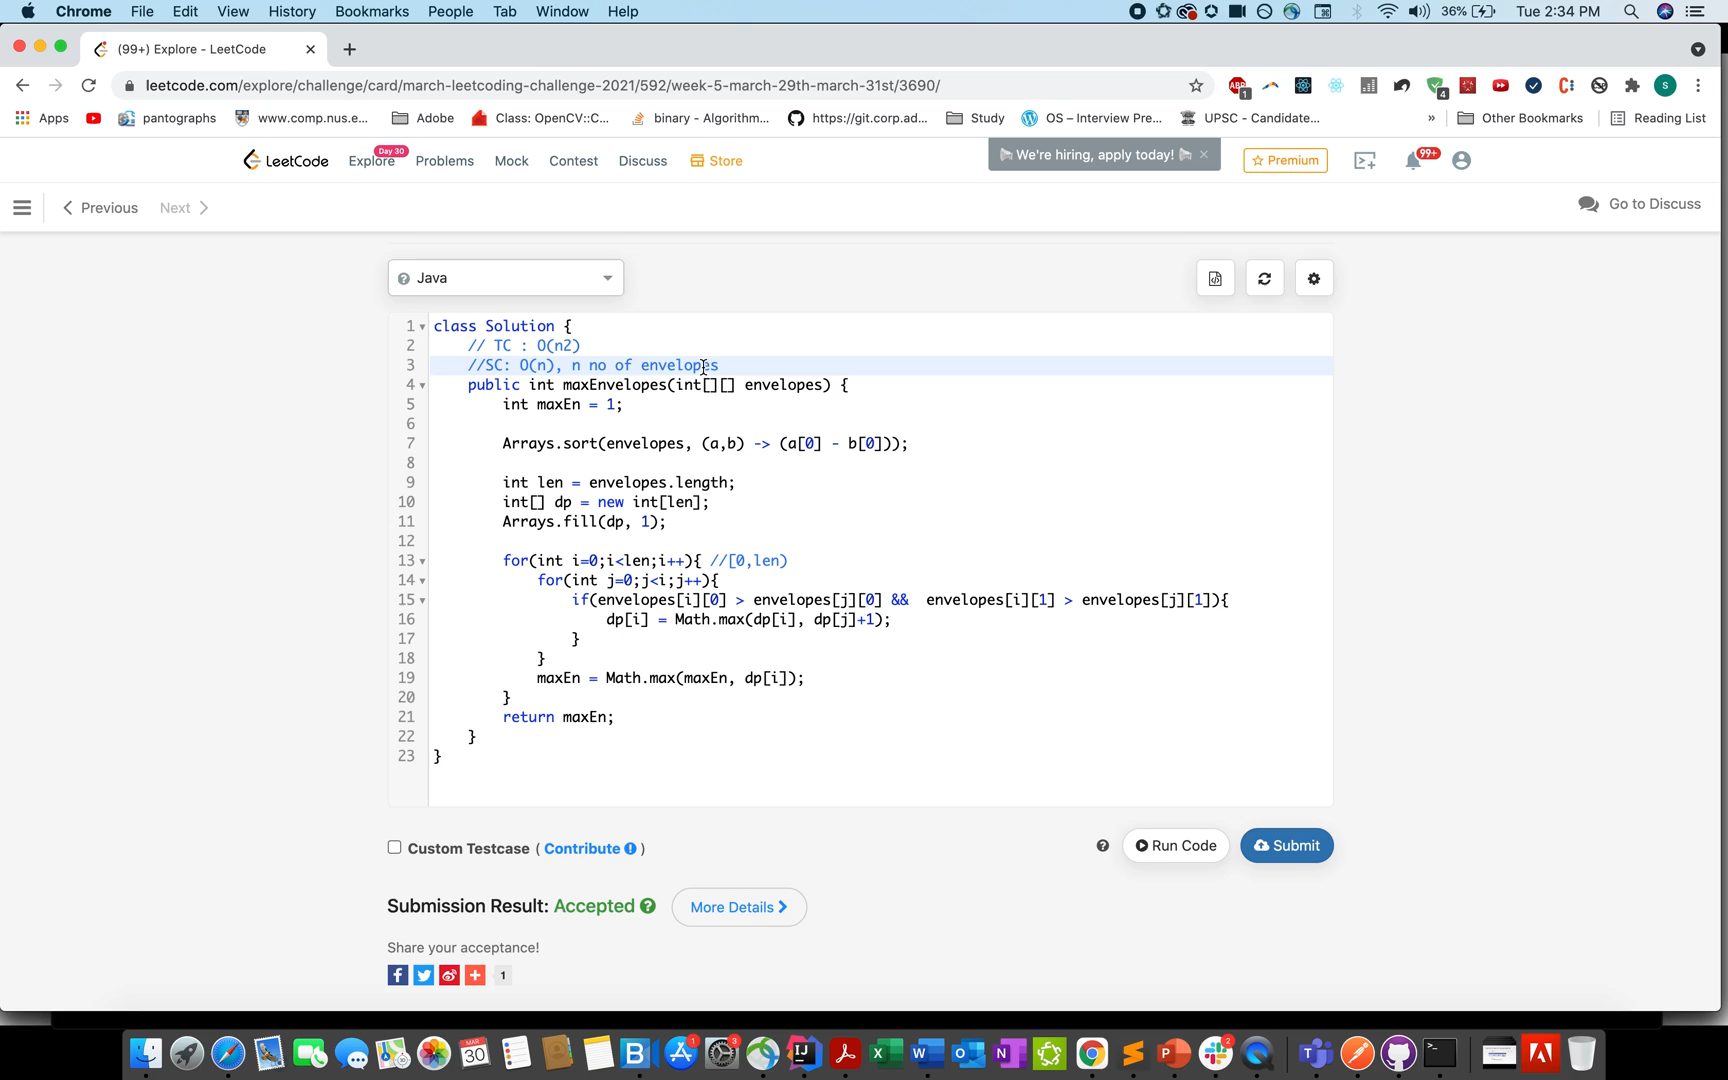 Chrome File Edit View History Bookmarks People Tab Window Help 36% Tue 2:34 PM
(99+) Explore - LeetCode
leetcode.com/explore/challenge/card/march-leetcoding-challenge-2021/592/week-5-march-29th-march-31st/3690/
Apps pantographs www.comp.nus.e... Adobe Class: OpenCV::C... binary - Algorithm... https://git.corp.ad... Study OS – Interview Pre... UPSC - Candidate... » Other Bookmarks Reading List
LeetCode Explore Day 30 Problems Mock Contest Discuss Store We're hiring, apply today! Premium 99+
Previous Next Go to Discuss
Java
1 class Solution {
2 // TC : O(n2)
3 //SC: O(n), n no of envelopes
4 public int maxEnvelopes(int[][] envelopes) {
5 int maxEn = 1;
6
7 Arrays.sort(envelopes, (a,b) -> (a[0] - b[0]));
8
9 int len = envelopes.length;
10 int[] dp = new int[len];
11 Arrays.fill(dp, 1);
12
13 for(int i=0;i<len;i++){ //[0,len)
14 for(int j=0;j<i;j++){
15 if(envelopes[i][0] > envelopes[j][0] && envelopes[i][1] > envelopes[j][1]){
16 dp[i] = Math.max(dp[i], dp[j]+1);
17 }
18 }
19 maxEn = Math.max(maxEn, dp[i]);
20 }
21 return maxEn;
22 }
23 }
Custom Testcase ( Contribute ) Run Code Submit
Submission Result: Accepted More Details
Share your acceptance!
1